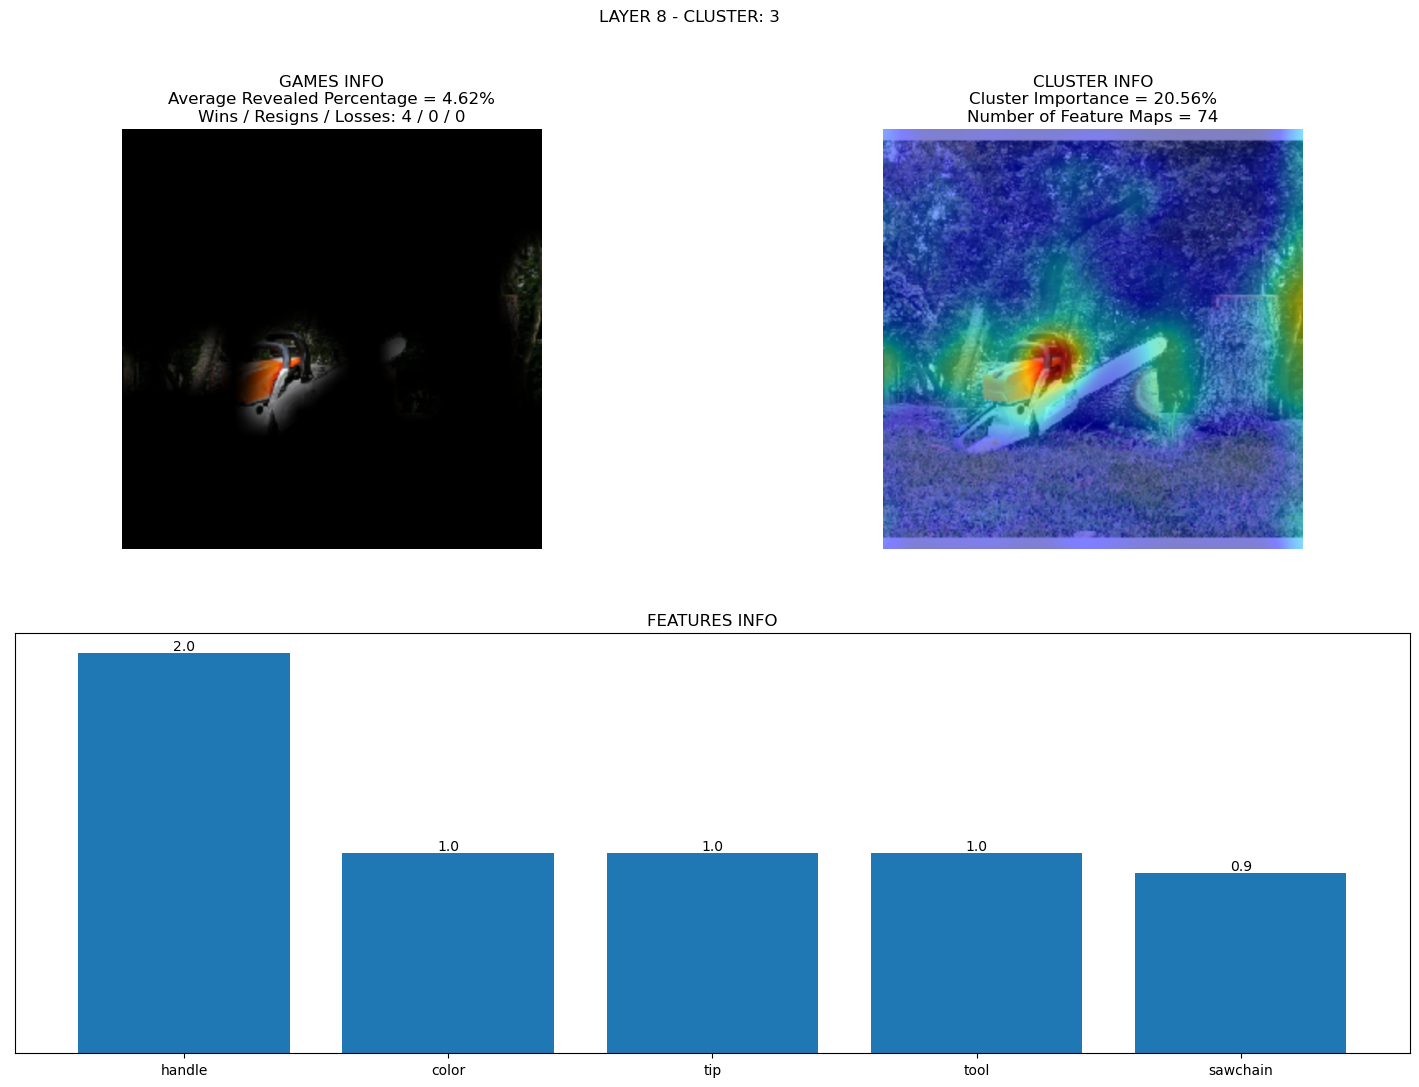 LAYER 8 - CLUSTER: 3
GAMES INFO
Average Revealed Percentage = 4.62%
Wins / Resigns / Losses: 4 / 0 / 0
CLUSTER INFO
Cluster Importance = 20.56%
Number of Feature Maps = 74
FEATURES INFO
2.0
1.0
1.0
1.0
0.9
handle
color
tip
tool
sawchain